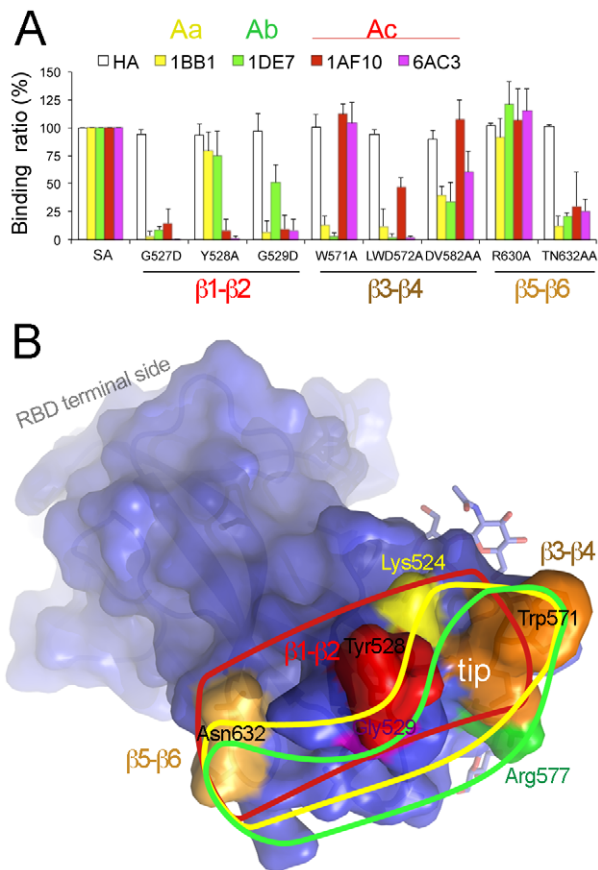 A
Aa Ab Ac
HA 1BB1 1DE7 1AF10 6AC3
Binding ratio (%)
150
125
100
75
50
25
0
SA G527D Y528A G529D W571A LWD572A DV582AA R630A TN632AA
β1-β2 β3-β4 β5-β6
B
RBD terminal side
Lys524
β3-β4
Trp571
β1-β2
Tyr528
tip
Asn632
Gly529
β5-β6
Arg577